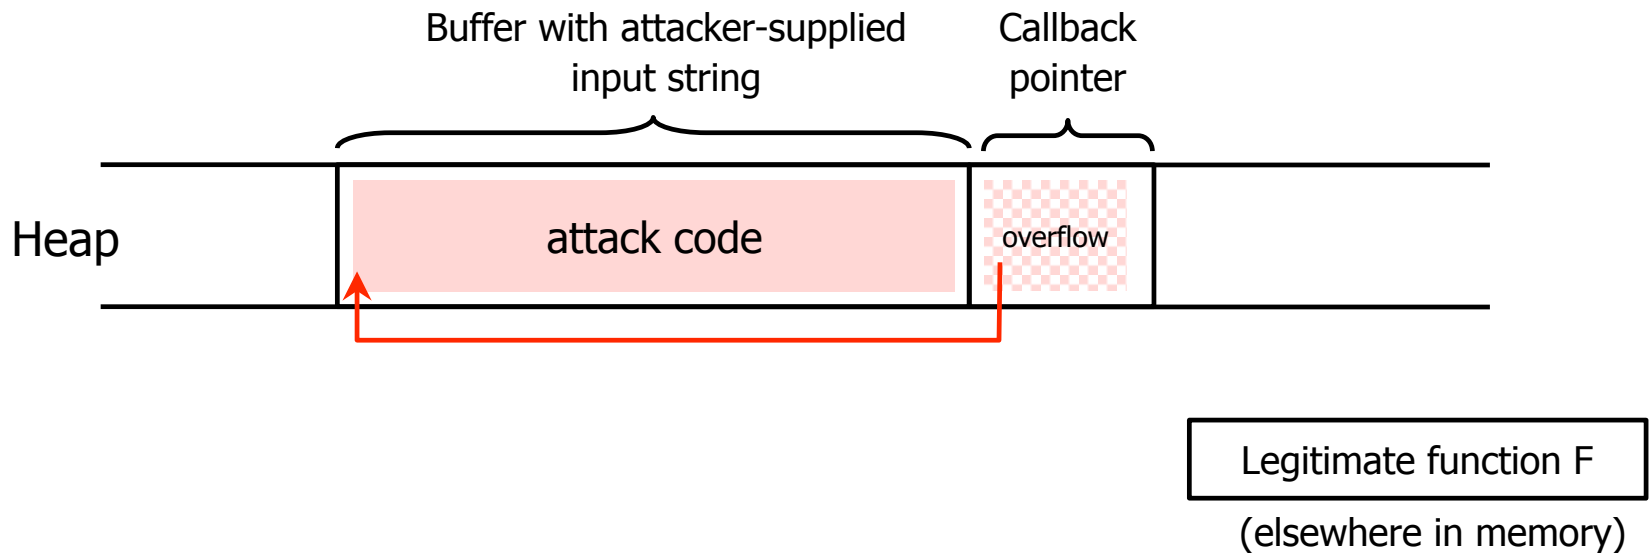 Buffer with attacker-supplied
input string
Callback
pointer
Heap
attack code
overflow
Legitimate function F
(elsewhere in memory)